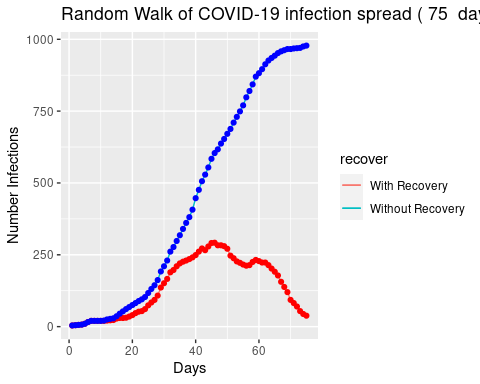 Random Walk of COVID-19 infection spread ( 75 day
1000
750
500
250
0
Number Infections
0 20 40 60
Days
recover
With Recovery
Without Recovery